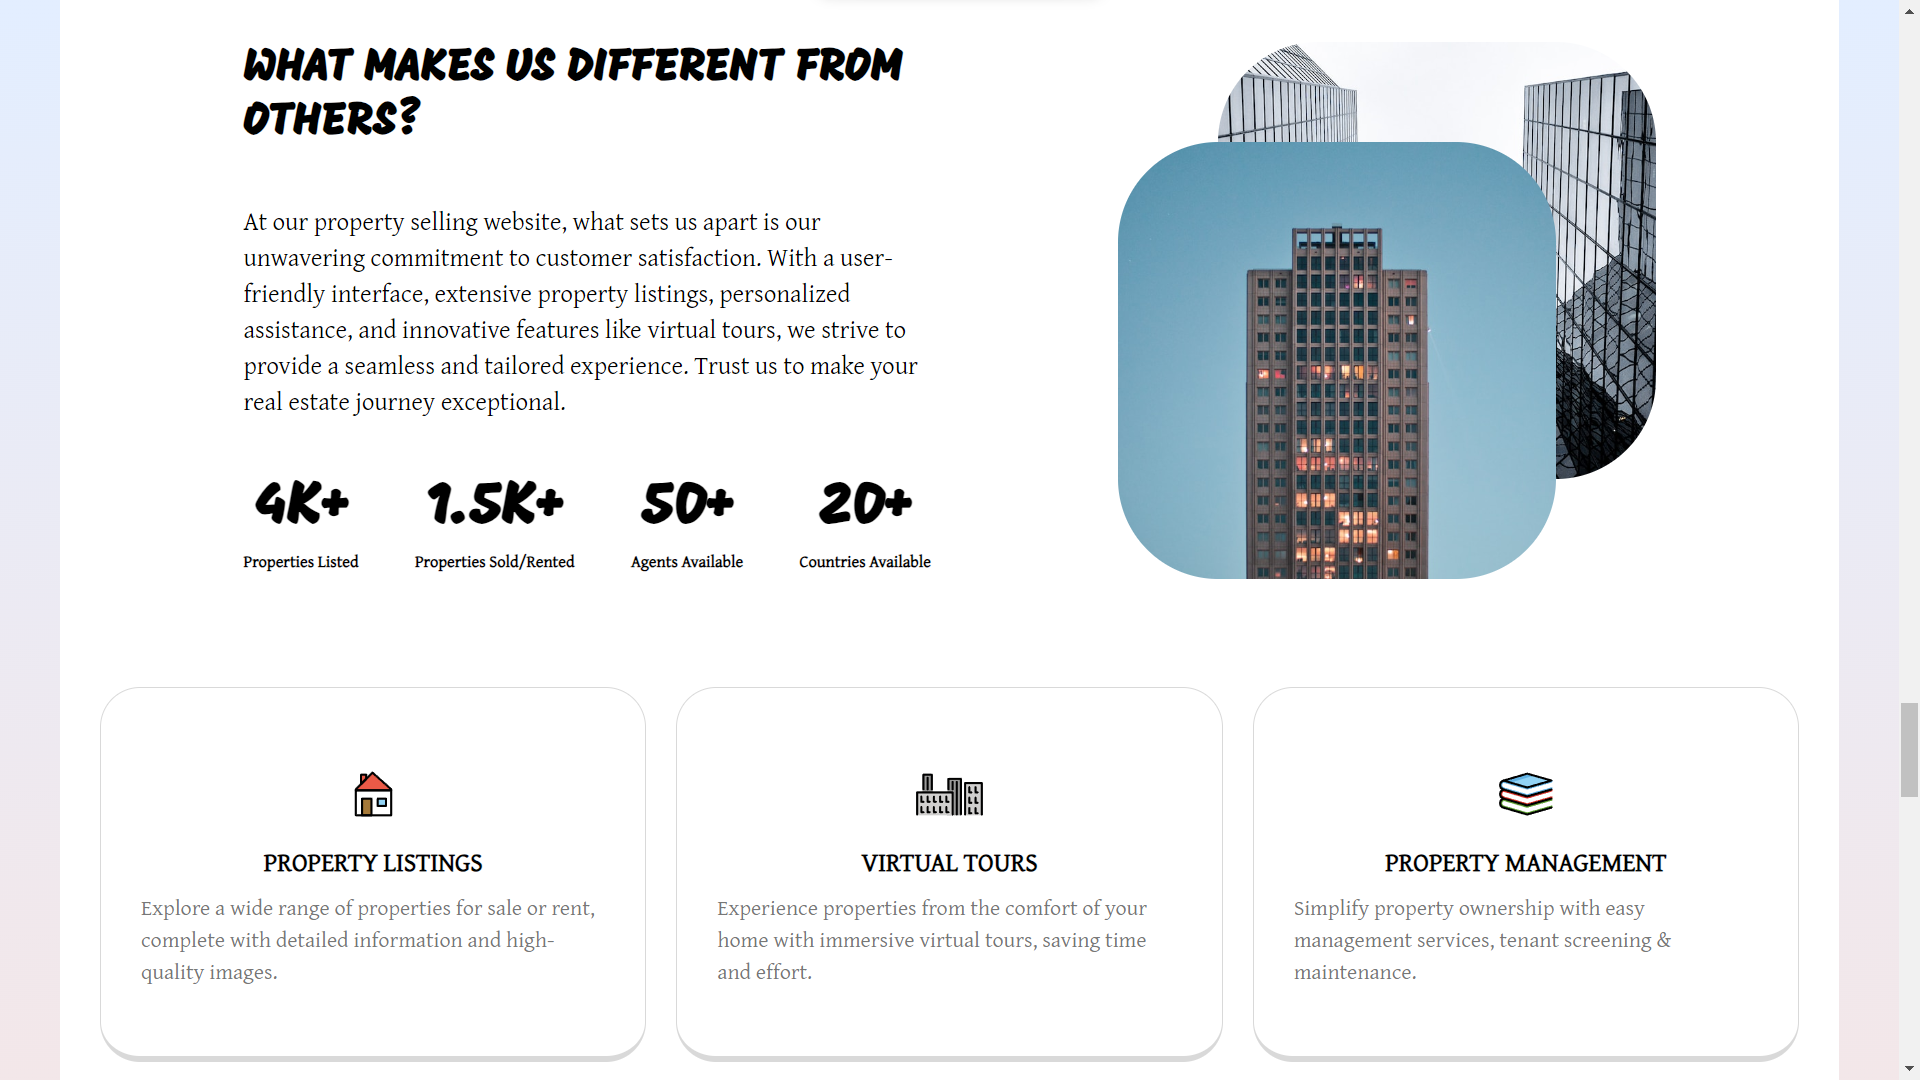 WHAT MAKES US DIFFERENT FROM
OTHERS?
At our property selling website, what sets us apart is our
unwavering commitment to customer satisfaction. With a user-
friendly interface, extensive property listings, personalized
assistance, and innovative features like virtual tours, we strive to
provide a seamless and tailored experience. Trust us to make your
real estate journey exceptional.
4K+
Properties Listed
1.5K+
Properties Sold/Rented
50+
Agents Available
20+
Countries Available
PROPERTY LISTINGS
Explore a wide range of properties for sale or rent,
complete with detailed information and high-
quality images.
VIRTUAL TOURS
Experience properties from the comfort of your
home with immersive virtual tours, saving time
and effort.
PROPERTY MANAGEMENT
Simplify property ownership with easy
management services, tenant screening &
maintenance.